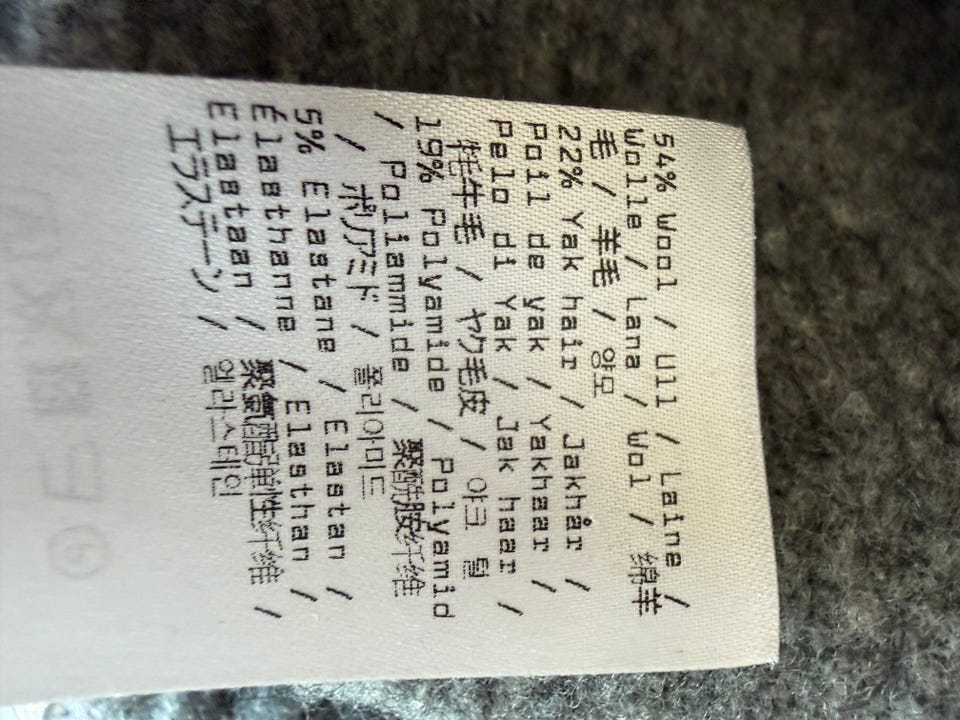 54% Wool / Ull / Laine /
Wolle / Lana / Wol / 绵羊
毛 / 羊毛 / 양모
22% Yak hair / Jakhår /
Poil de yak / Yakhaar /
Pelo di Yak / Jak haar /
牦牛毛 / ヤク毛皮 / 야크 털
19% Polyamide / Polyamid
/ Poliammide / 聚酰胺纤维
/ ポリアミド / 폴리아미드
5% Elastane / Elastan /
Élasthanne / Elasthan /
Elastaan / 聚氨酯弹性纤维 /
エラステーン / 엘라스테인